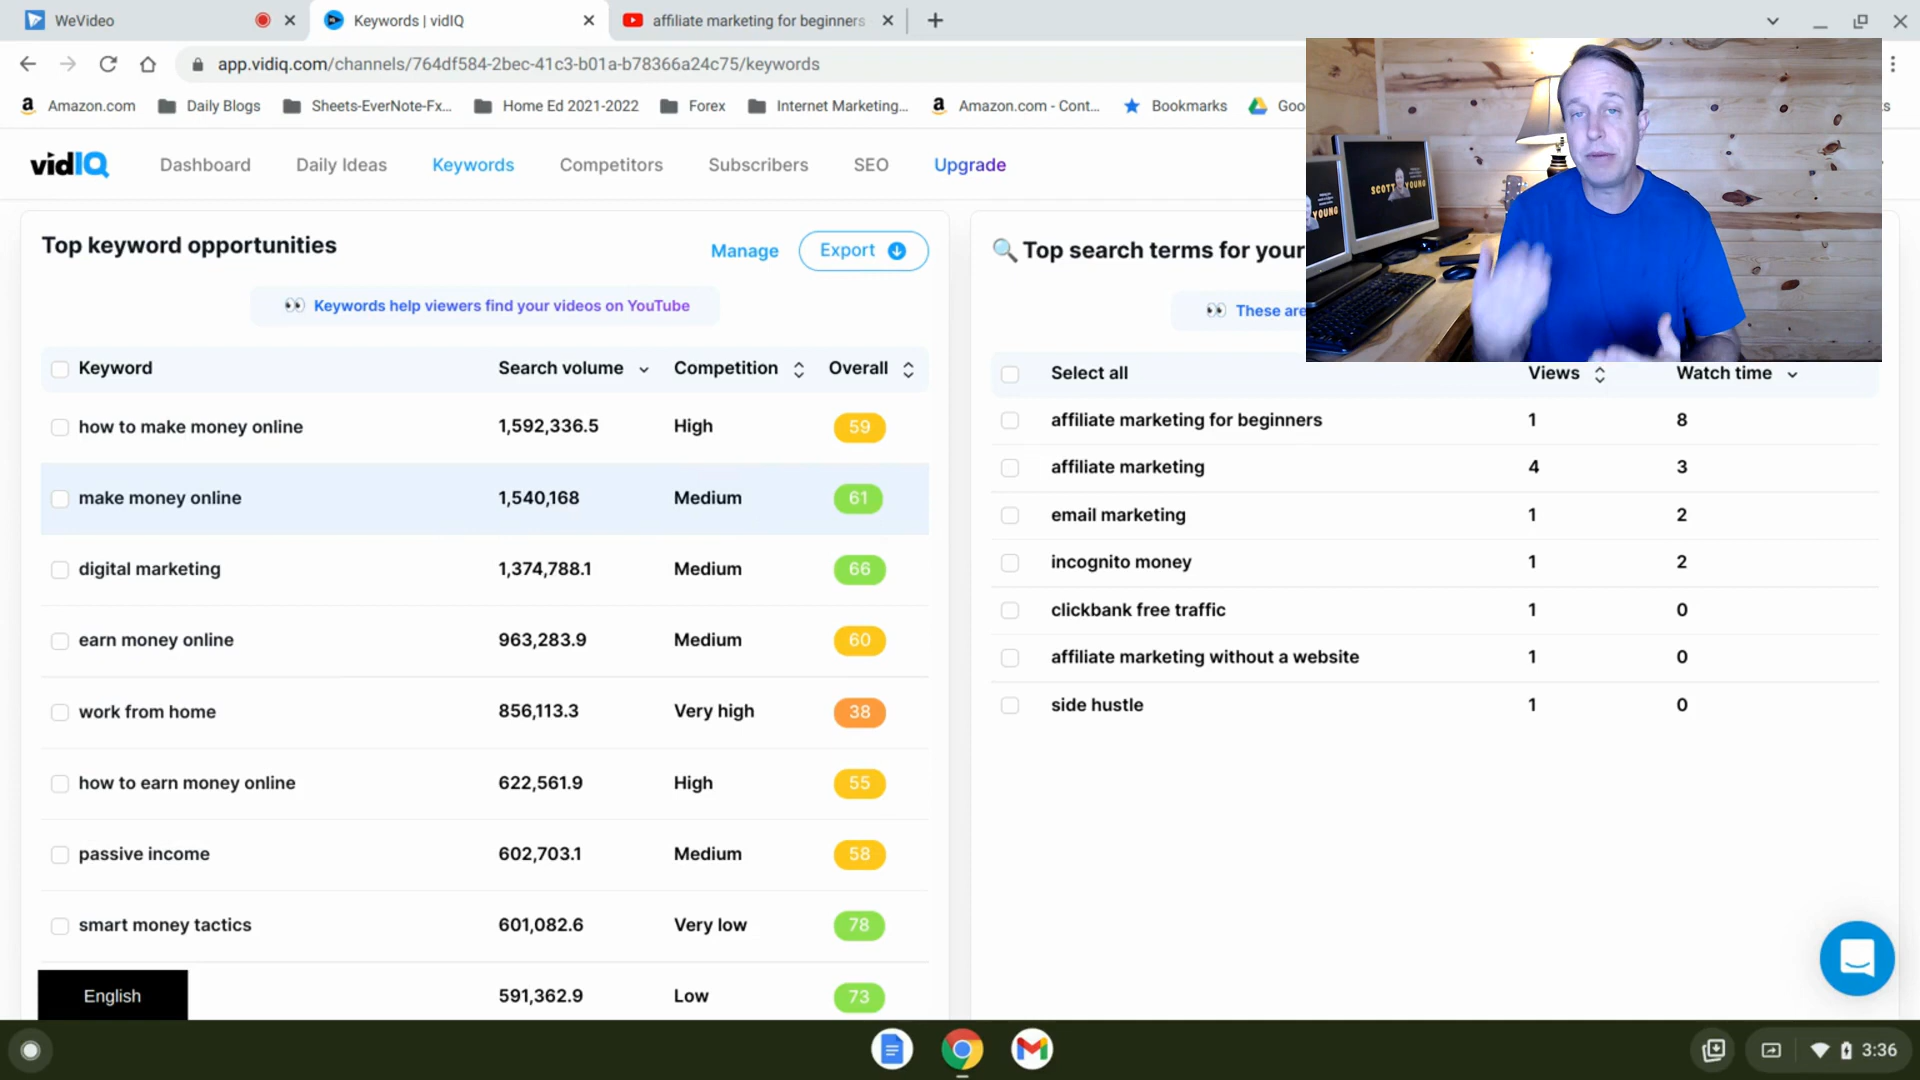 WeVideo
Keywords | vidIQ
affiliate marketing for beginners
app.vidiq.com/channels/764df584-2bec-41c3-b01a-b78366a24c75/keywords
Amazon.com
Daily Blogs
Sheets-EverNote-Fx...
Home Ed 2021-2022
Forex
Internet Marketing...
Amazon.com - Cont...
Bookmarks
Goo
vidIQ
Dashboard
Daily Ideas
Keywords
Competitors
Subscribers
SEO
Upgrade
SCOTT YOUNG
YOUNG
Top keyword opportunities
Manage
Export
Keywords help viewers find your videos on YouTube
Keyword Search volume Competition Overall
how to make money online 1,592,336.5 High 59
make money online 1,540,168 Medium 61
digital marketing 1,374,788.1 Medium 66
earn money online 963,283.9 Medium 60
work from home 856,113.3 Very high 38
how to earn money online 622,561.9 High 55
passive income 602,703.1 Medium 58
smart money tactics 601,082.6 Very low 78
591,362.9 Low 73
English
Top search terms for your
These are
Select all Views Watch time
affiliate marketing for beginners 1 8
affiliate marketing 4 3
email marketing 1 2
incognito money 1 2
clickbank free traffic 1 0
affiliate marketing without a website 1 0
side hustle 1 0
3:36